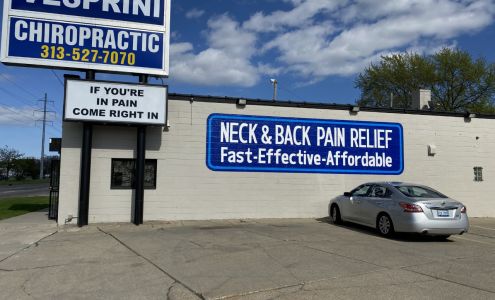 VESPRINI
CHIROPRACTIC
313-527-7070
IF YOU'RE
IN PAIN
COME RIGHT IN
NECK & BACK PAIN RELIEF
Fast-Effective-Affordable